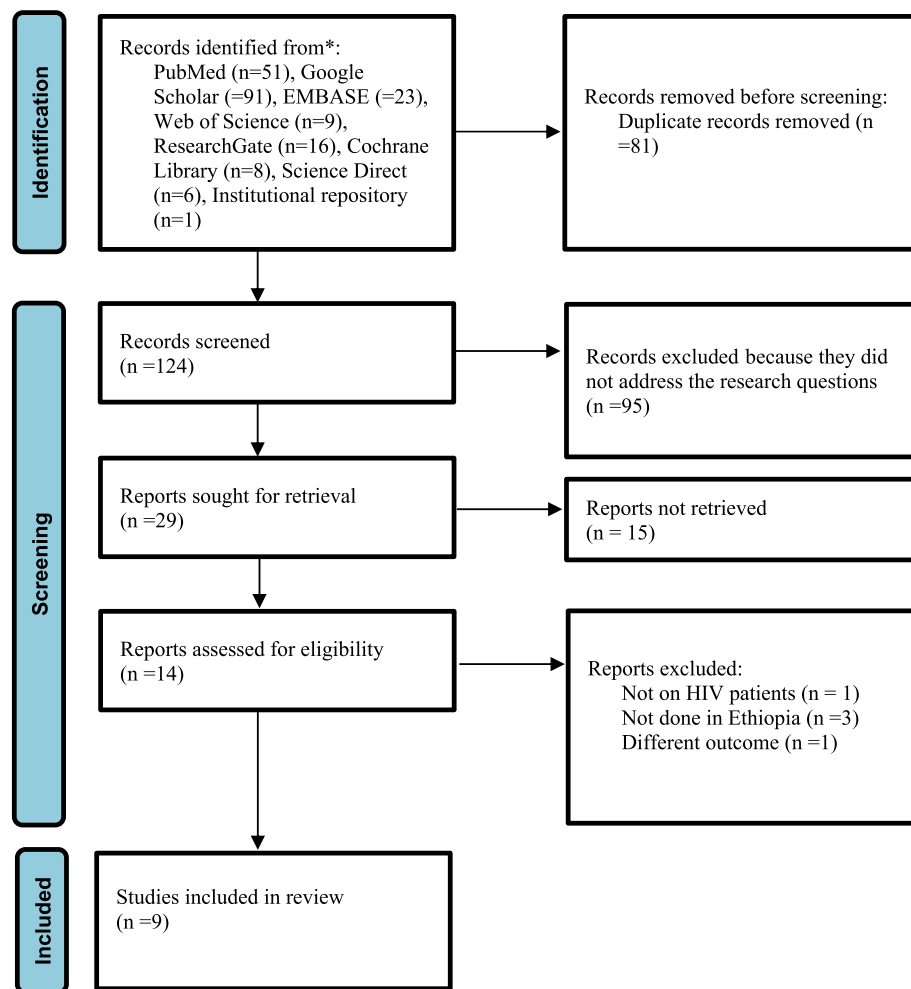 Identification
Records identified from*:
PubMed (n=51), Google
Scholar (=91), EMBASE (=23),
Web of Science (n=9),
ResearchGate (n=16), Cochrane
Library (n=8), Science Direct
(n=6), Institutional repository
(n=1)
Records removed before screening:
Duplicate records removed (n
=81)
Screening
Records screened
(n =124)
Records excluded because they did
not address the research questions
(n =95)
Reports sought for retrieval
(n =29)
Reports not retrieved
(n = 15)
Reports assessed for eligibility
(n =14)
Reports excluded:
Not on HIV patients (n = 1)
Not done in Ethiopia (n =3)
Different outcome (n =1)
Included
Studies included in review
(n =9)